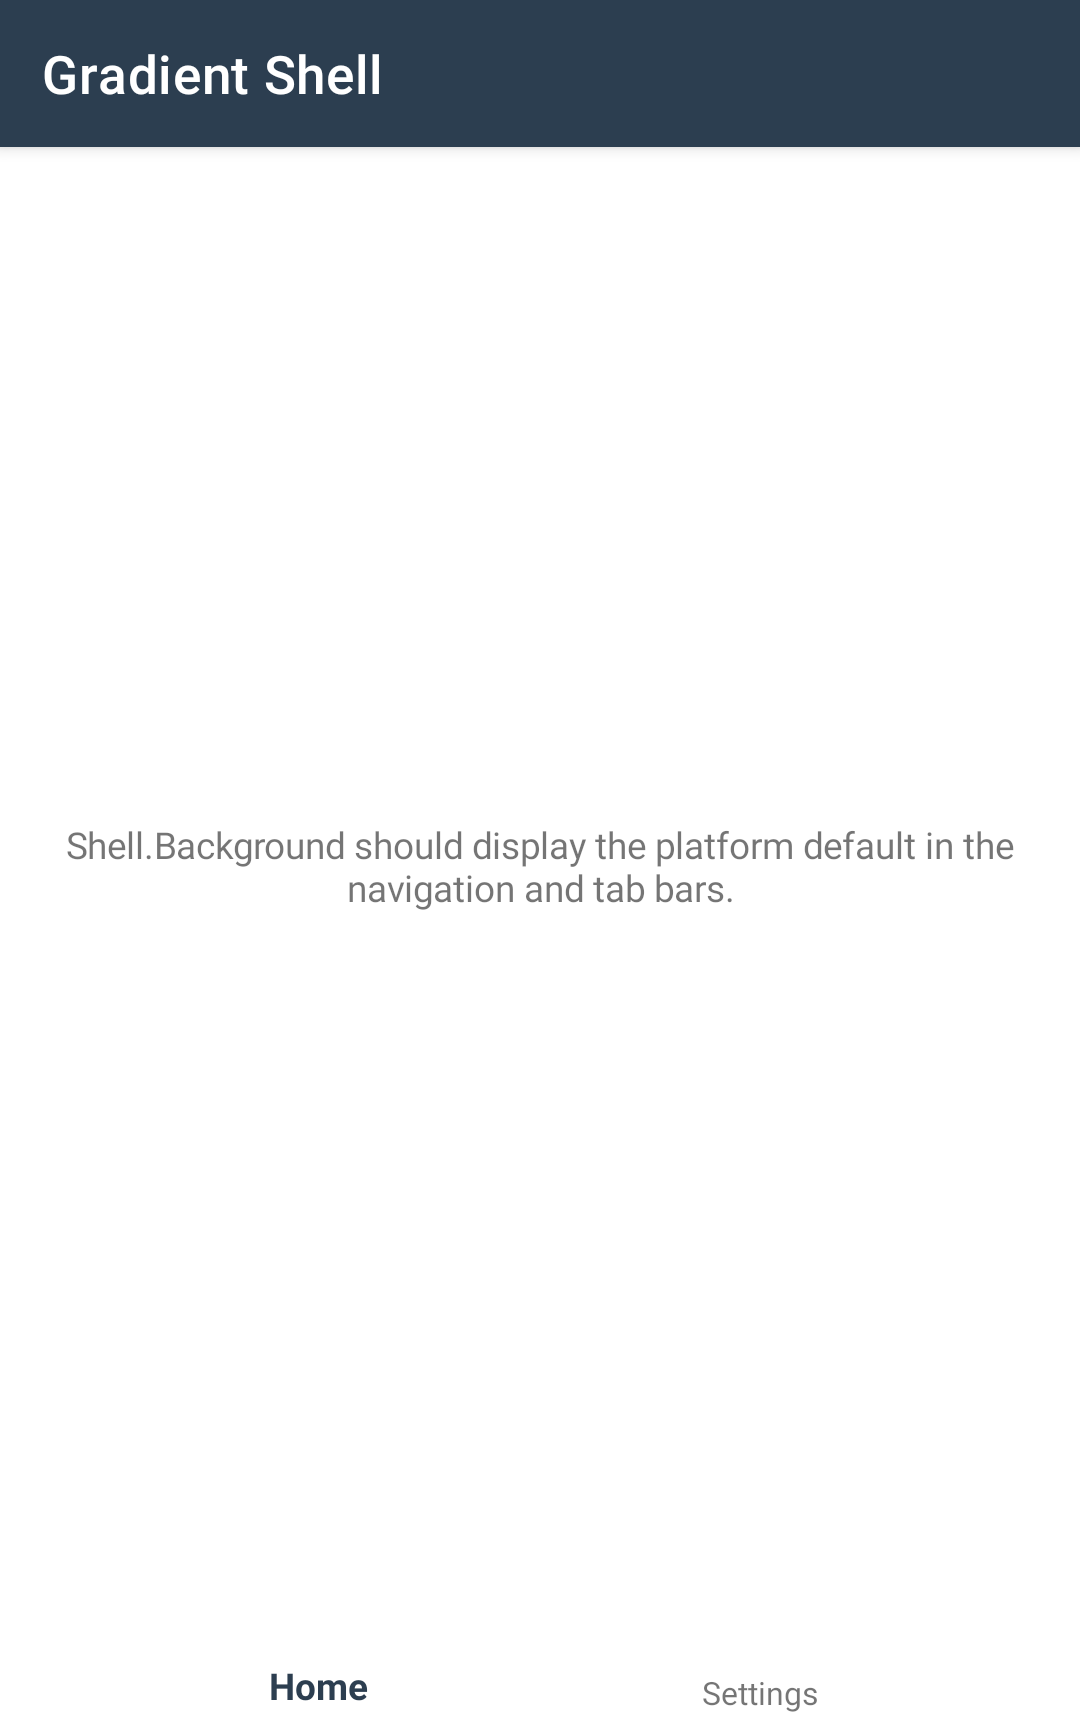 Gradient Shell
Shell.Background should display the platform default in the
navigation and tab bars.
Home
Settings